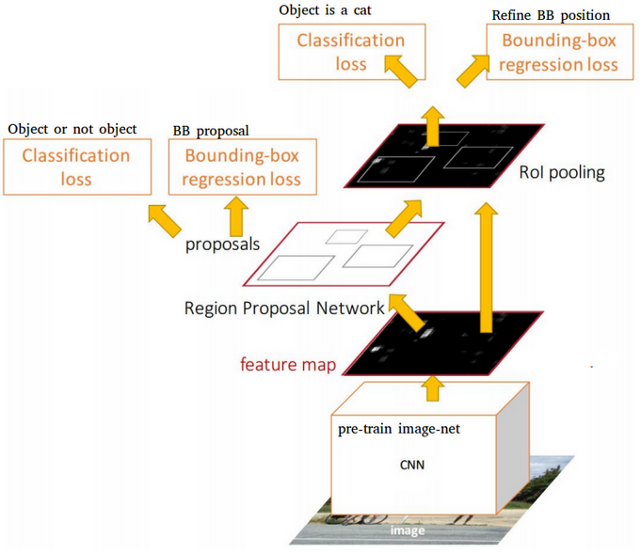 Object is a cat
Refine BB position
Classification
loss
Bounding-box
regression loss
Object or not object
BB proposal
Classification
loss
Bounding-box
regression loss
RoI pooling
proposals
Region Proposal Network
feature map
pre-train image-net
CNN
image